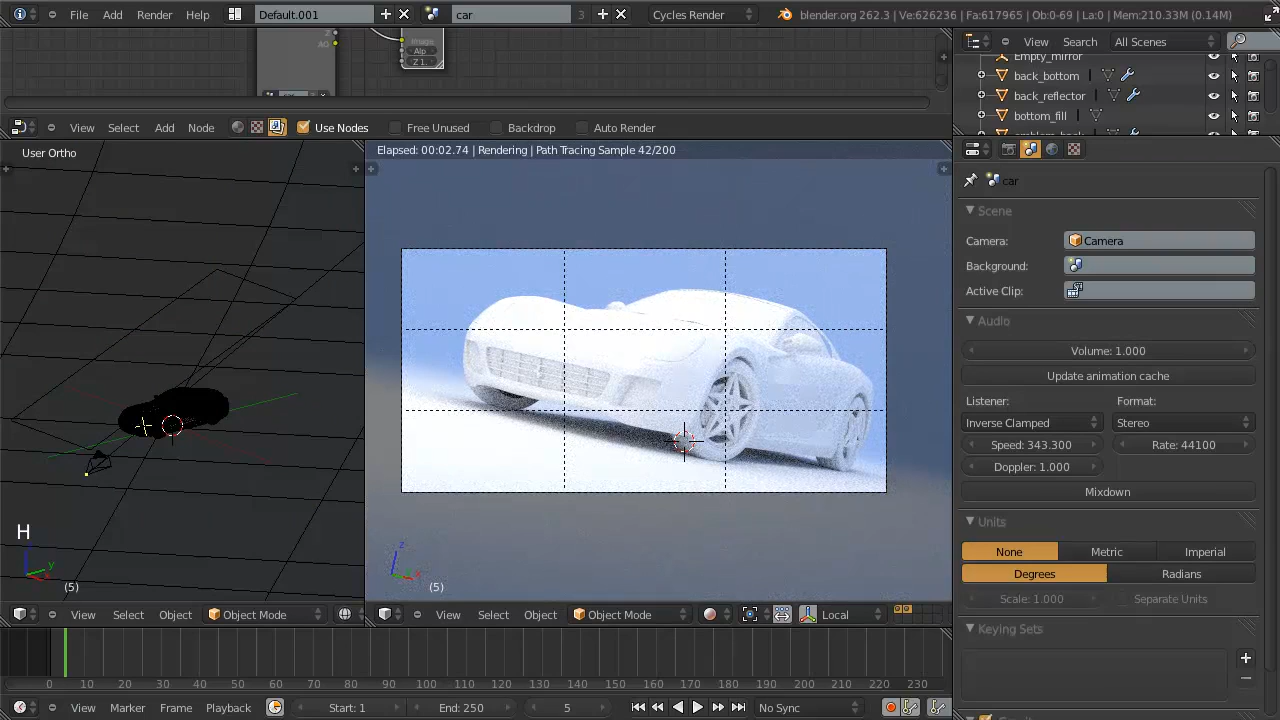 File Add Render Help Default.001 car 3 Cycles Render blender.org 262.3 | Ve:626236 | Fa:617965 | Ob:0-69 | La:0 | Mem:210.33M (0.14M)
Z
AO
Image
Alp
Z 1.
View Search All Scenes
Empty_mirror
back_bottom
back_reflector
bottom_fill
View Select Add Node Use Nodes Free Unused Backdrop Auto Render
User Ortho
Elapsed: 00:02.74 | Rendering | Path Tracing Sample 42/200
car
Scene
Camera: Camera
Background:
Active Clip:
Audio
Volume: 1.000
Update animation cache
Listener: Format:
Inverse Clamped Stereo
Speed: 343.300 Rate: 44100
Doppler: 1.000
Mixdown
Units
None Metric Imperial
Degrees Radians
Scale: 1.000 Separate Units
Keying Sets
H
z
y
x
(5)
z
x
(5)
View Select Object Object Mode
View Select Object Object Mode Local
0 10 20 30 40 50 60 70 80 90 100 110 120 130 140 150 160 170 180 190 200 210 220 230
View Marker Frame Playback Start: 1 End: 250 5 No Sync